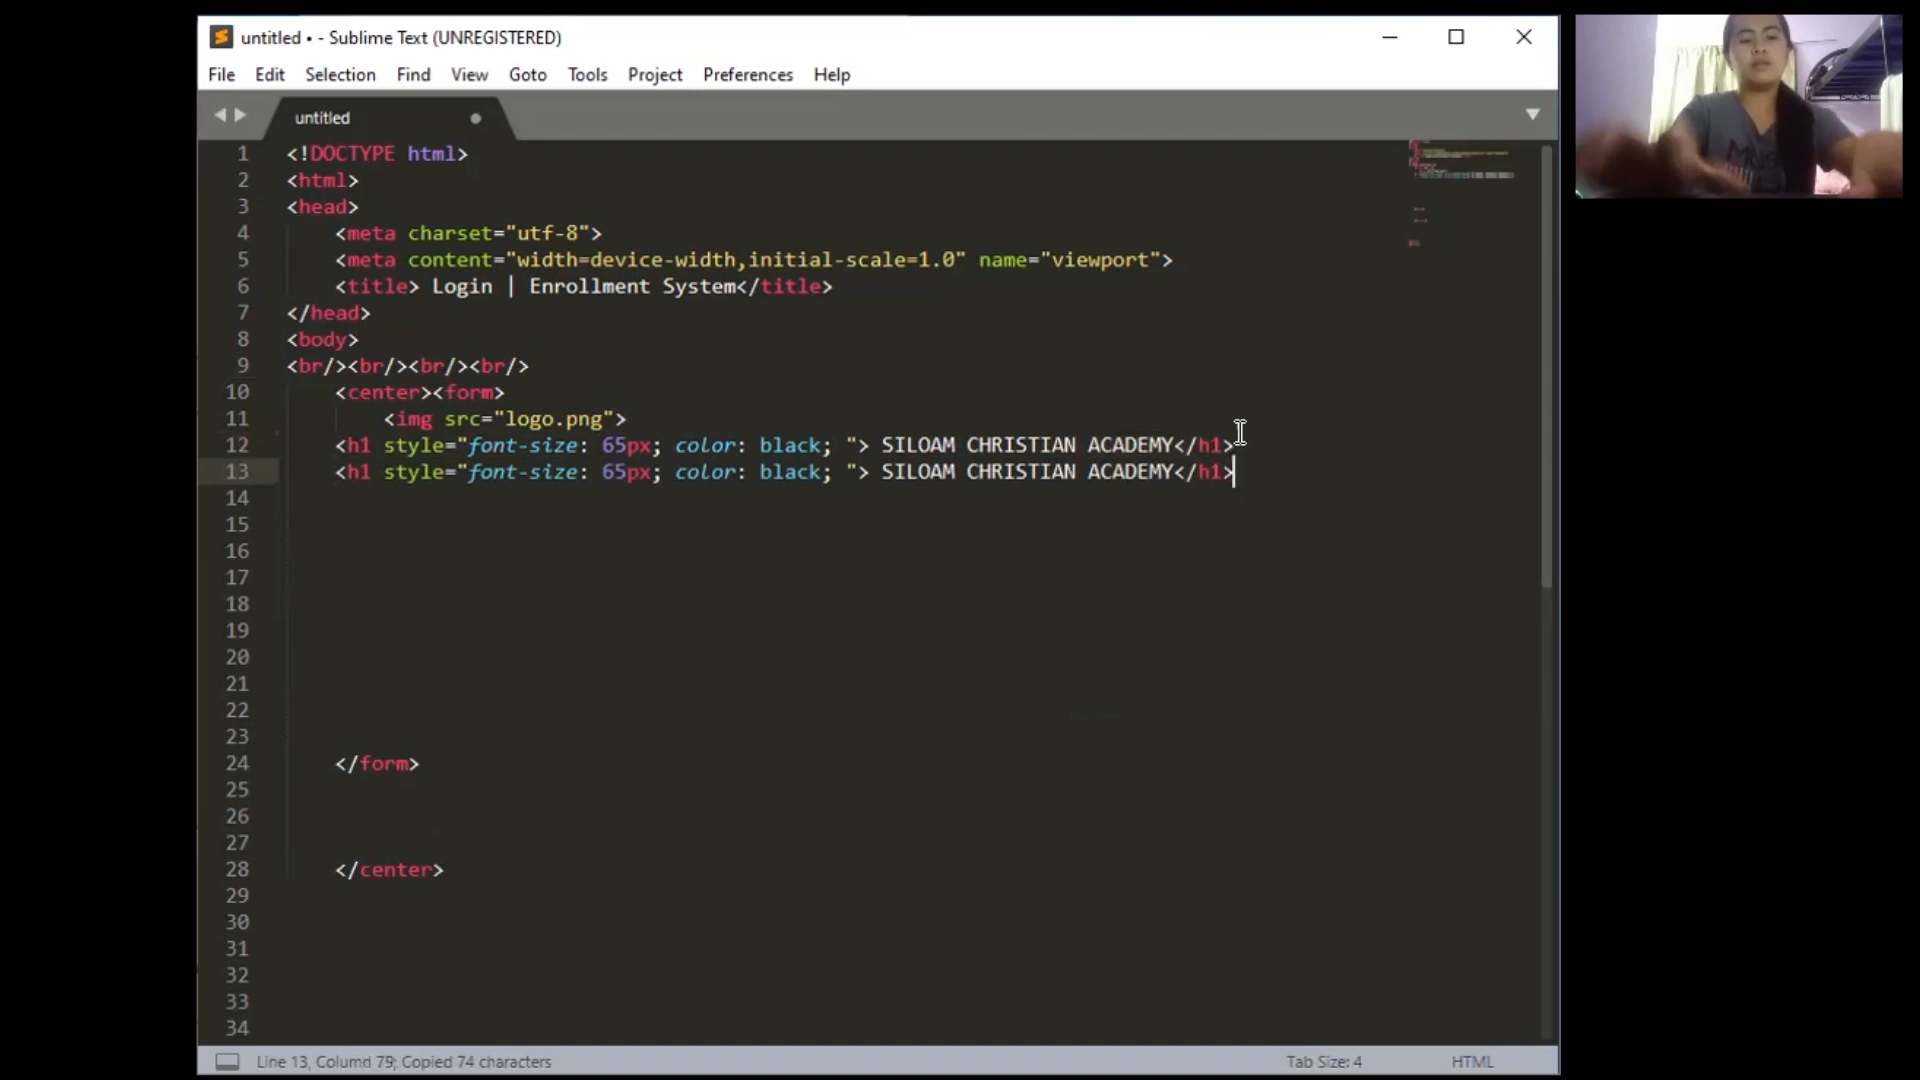 untitled • - Sublime Text (UNREGISTERED)
File Edit Selection Find View Goto Tools Project Preferences Help
untitled
1 <!DOCTYPE html>
2 <html>
3 <head>
4 <meta charset="utf-8">
5 <meta content="width=device-width,initial-scale=1.0" name="viewport">
6 <title> Login | Enrollment System</title>
7 </head>
8 <body>
9 <br/><br/><br/><br/>
10 <center><form>
11 <img src="logo.png">
12 <h1 style="font-size: 65px; color: black; "> SILOAM CHRISTIAN ACADEMY</h1>
13 <h1 style="font-size: 65px; color: black; "> SILOAM CHRISTIAN ACADEMY</h1>
14
15
16
17
18
19
20
21
22
23
24 </form>
25
26
27
28 </center>
29
30
31
32
33
34
Line 13, Column 79; Copied 74 characters Tab Size: 4 HTML